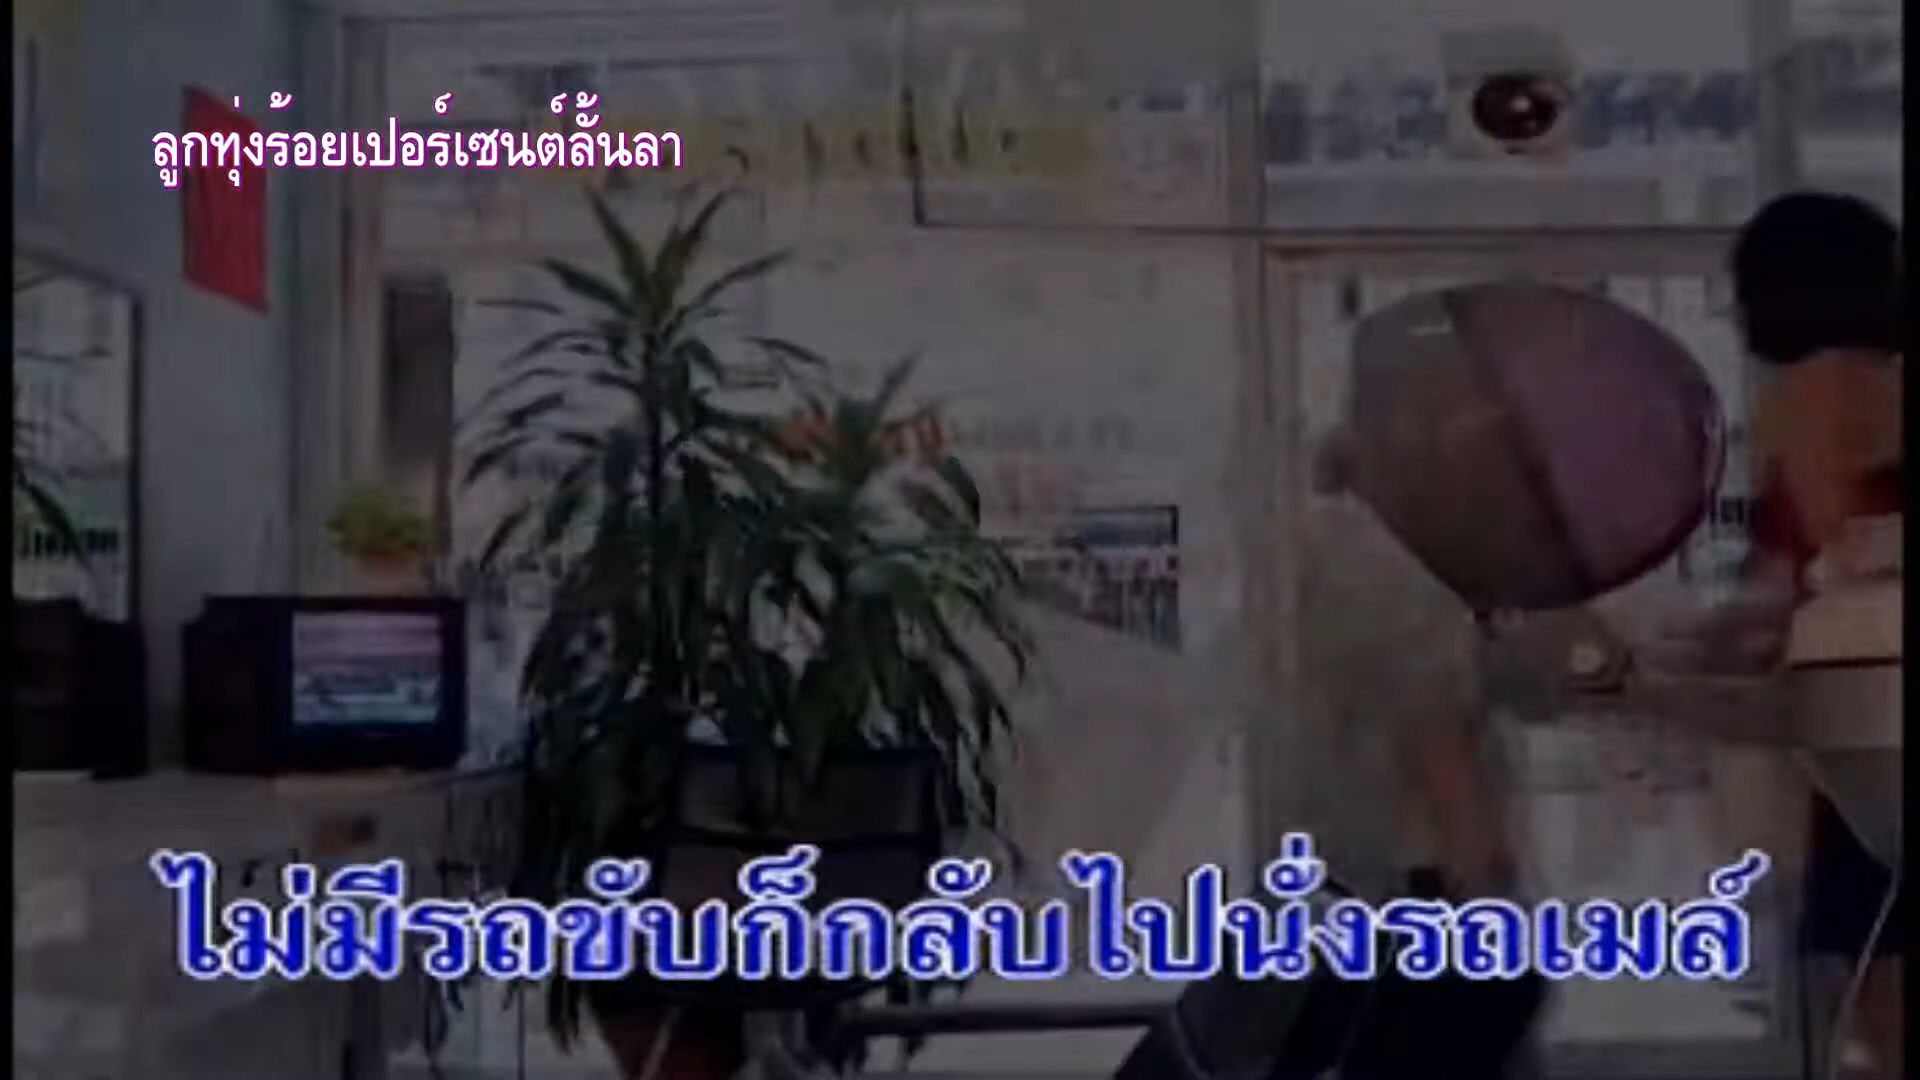 ลูกทุ่งร้อยเปอร์เซนต์ลั้นลา
ไม่มีรถขับก็กลับไปนั่งรถเมล์